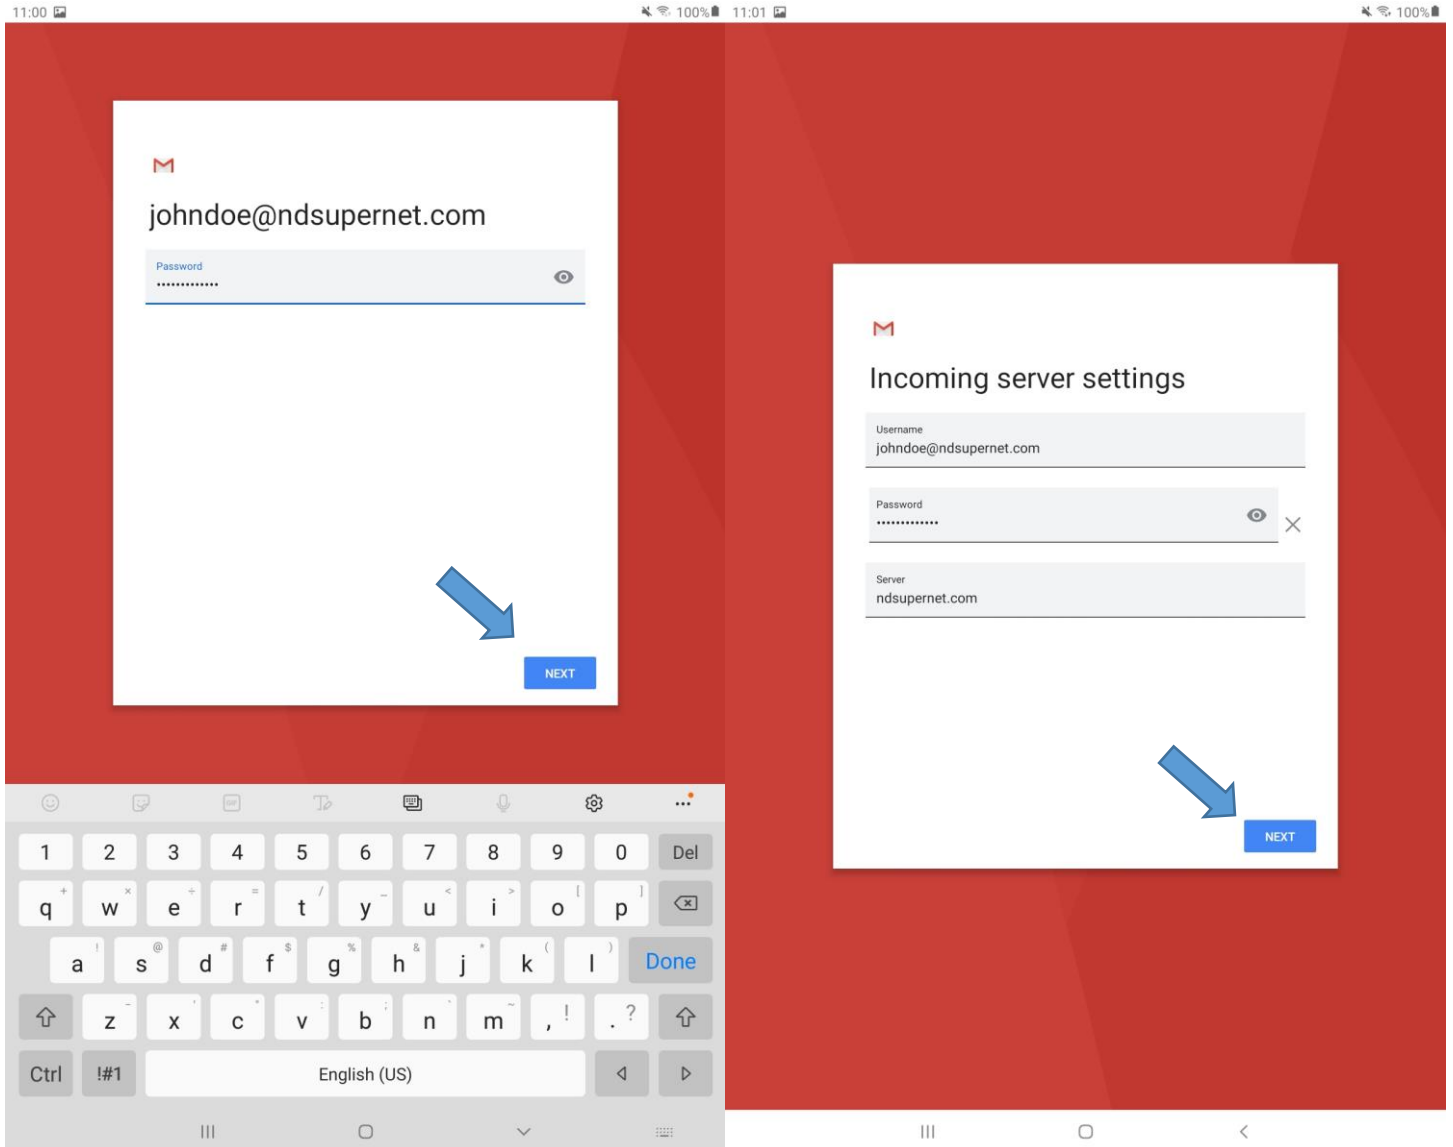 11:00
100%
johndoe@ndsupernet.com
Password
•••••••••••••
NEXT
GIF
1 2 3 4 5 6 7 8 9 0 Del
+ × ÷ = / _ < > [ ]
q w e r t y u i o p
! @ # $ % & * ( )
a s d f g h j k l Done
z x c v b n m , ! . ?
Ctrl !#1 English (US)
11:01
100%
Incoming server settings
Username
johndoe@ndsupernet.com
Password
•••••••••••••
Server
ndsupernet.com
NEXT